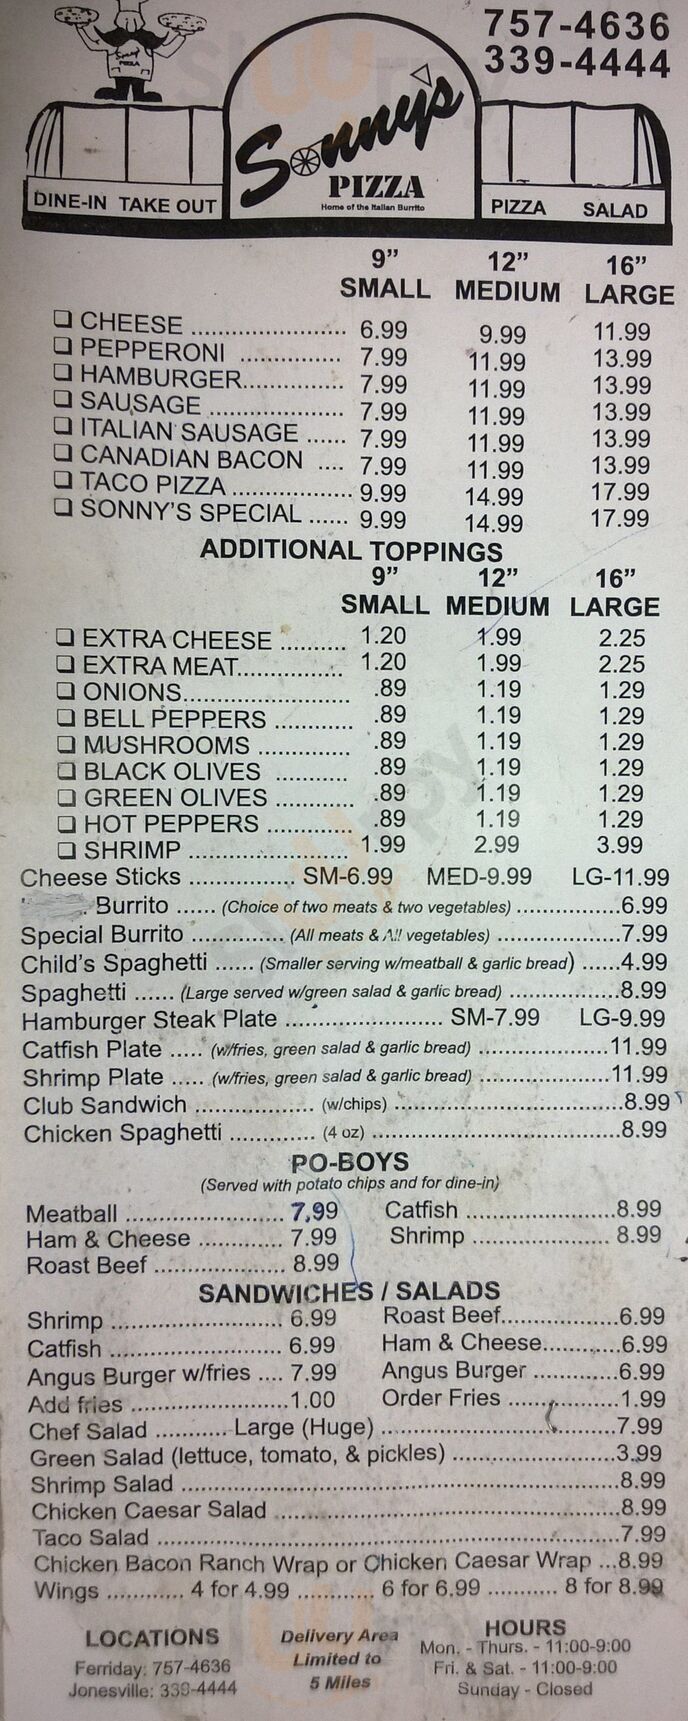 757-4636
339-4444
Sonny's
PIZZA
Sonny's
PIZZA
Home of the Italian Burrito
DINE-IN TAKE OUT
PIZZA SALAD
9" 12" 16"
SMALL MEDIUM LARGE
❑ CHEESE ....................... 6.99 9.99 11.99
❑ PEPPERONI ............... 7.99 11.99 13.99
❑ HAMBURGER............... 7.99 11.99 13.99
❑ SAUSAGE .................... 7.99 11.99 13.99
❑ ITALIAN SAUSAGE ...... 7.99 11.99 13.99
❑ CANADIAN BACON .... 7.99 11.99 13.99
❑ TACO PIZZA .................. 9.99 14.99 17.99
❑ SONNY'S SPECIAL ...... 9.99 14.99 17.99
ADDITIONAL TOPPINGS
9" 12" 16"
SMALL MEDIUM LARGE
❑ EXTRA CHEESE .......... 1.20 1.99 2.25
❑ EXTRA MEAT................ 1.20 1.99 2.25
❑ ONIONS......................... .89 1.19 1.29
❑ BELL PEPPERS ........... .89 1.19 1.29
❑ MUSHROOMS .............. .89 1.19 1.29
❑ BLACK OLIVES ........... .89 1.19 1.29
❑ GREEN OLIVES ............ .89 1.19 1.29
❑ HOT PEPPERS ............. .89 1.19 1.29
❑ SHRIMP ........................ 1.99 2.99 3.99
Cheese Sticks ................ SM-6.99 MED-9.99 LG-11.99
Burrito ...... (Choice of two meats & two vegetables) ................6.99
Special Burrito .............. (All meats & All vegetables) ...................7.99
Child's Spaghetti ...... (Smaller serving w/meatball & garlic bread) ......4.99
Spaghetti ...... (Large served w/green salad & garlic bread) .................8.99
Hamburger Steak Plate ........................ SM-7.99 LG-9.99
Catfish Plate ..... (w/fries, green salad & garlic bread) ....................11.99
Shrimp Plate ..... (w/fries, green salad & garlic bread) ....................11.99
Club Sandwich .................. (w/chips) ..................................8.99
Chicken Spaghetti ............. (4 oz) .....................................8.99
PO-BOYS
(Served with potato chips and for dine-in)
Meatball ........................ 7.99 Catfish ......................8.99
Ham & Cheese ............. 7.99 Shrimp ...................... 8.99
Roast Beef .................... 8.99
SANDWICHES / SALADS
Shrimp .......................... 6.99 Roast Beef..................6.99
Catfish .......................... 6.99 Ham & Cheese............6.99
Angus Burger w/fries .... 7.99 Angus Burger .............6.99
Add fries .........................1.00 Order Fries .................1.99
Chef Salad ........... Large (Huge) ....................................7.99
Green Salad (lettuce, tomato, & pickles) .........................3.99
Shrimp Salad ..................................................................8.99
Chicken Caesar Salad ....................................................8.99
Taco Salad .....................................................................7.99
Chicken Bacon Ranch Wrap or Chicken Caesar Wrap ...8.99
Wings ............ 4 for 4.99 ............ 6 for 6.99 ........... 8 for 8.99
LOCATIONS
Ferriday: 757-4636
Jonesville: 339-4444
Delivery Area
Limited to
5 Miles
HOURS
Mon. - Thurs. - 11:00-9:00
Fri. & Sat. - 11:00-9:00
Sunday - Closed